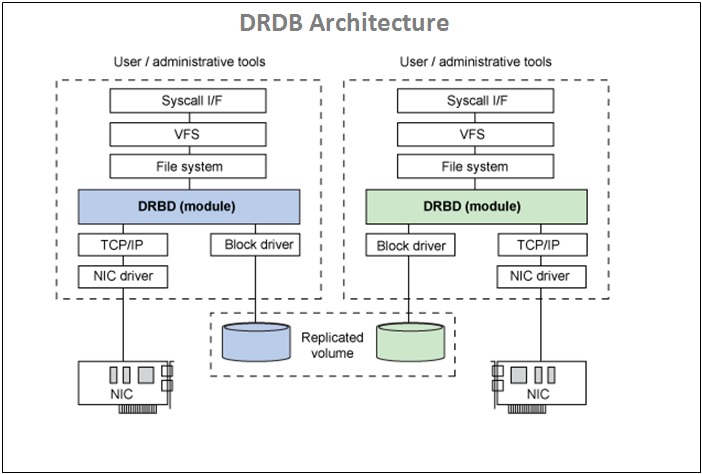 DRDB Architecture
User / administrative tools
User / administrative tools
Syscall I/F
Syscall I/F
VFS
VFS
File system
File system
DRBD (module)
DRBD (module)
TCP/IP
Block driver
Block driver
TCP/IP
NIC driver
NIC driver
Replicated
volume
NIC
NIC